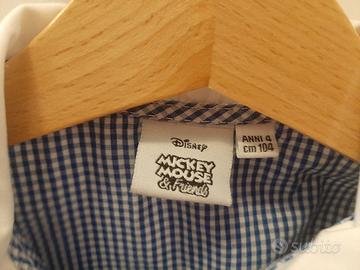 Disney
MICKEY
MOUSE
& Friends
ANNI 4
cm 104
subito